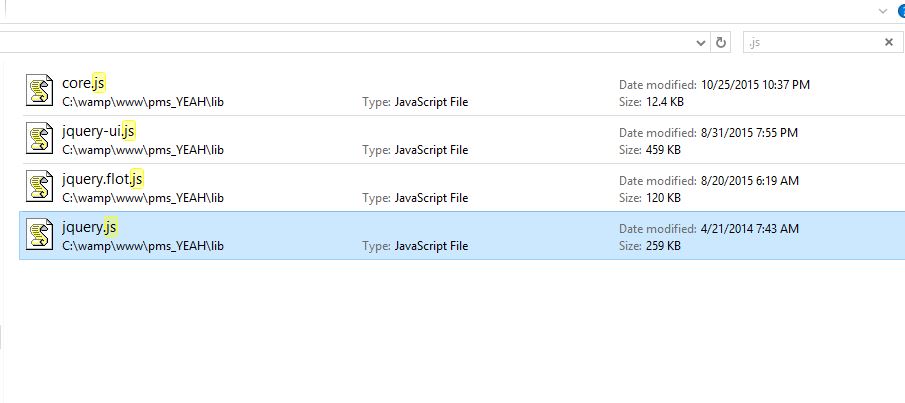 .js
core.js
Date modified: 10/25/2015 10:37 PM
C:\wamp\www\pms_YEAH\lib
Type: JavaScript File
Size: 12.4 KB
jquery-ui.js
Date modified: 8/31/2015 7:55 PM
C:\wamp\www\pms_YEAH\lib
Type: JavaScript File
Size: 459 KB
jquery.flot.js
Date modified: 8/20/2015 6:19 AM
C:\wamp\www\pms_YEAH\lib
Type: JavaScript File
Size: 120 KB
jquery.js
Date modified: 4/21/2014 7:43 AM
C:\wamp\www\pms_YEAH\lib
Type: JavaScript File
Size: 259 KB